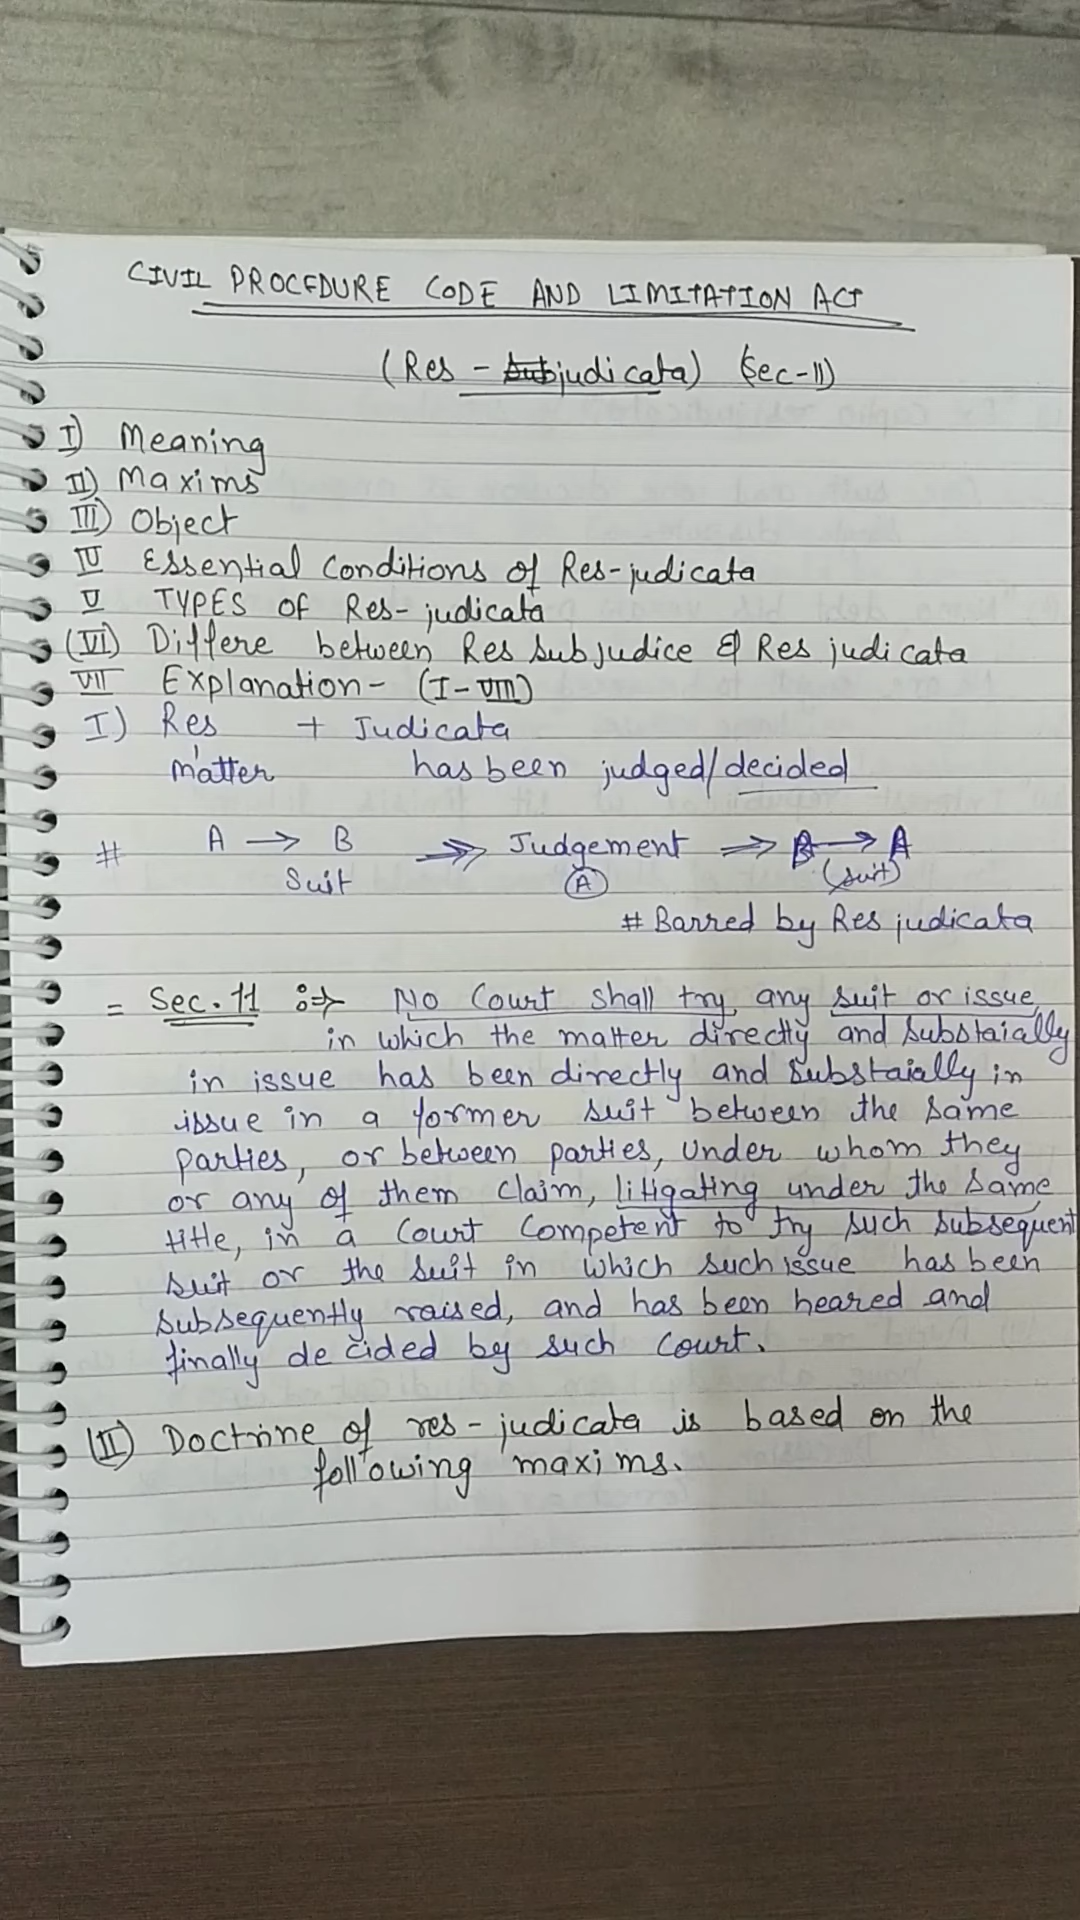 CIVIL PROCEDURE CODE AND LIMITATION ACT
(Res - judicata) (Sec-11)
I) Meaning
II) Maxims
III) Object
IV Essential Conditions of Res-judicata
V TYPES of Res-judicata
(VI) Differe between Res Subjudice & Res judicata
VII Explanation- (I-VIII)
I) Res + Judicata
matter has been judged/decided
# A → B ⇒ Judgement ⇒ B → A
Suit (A) (suit)
# Barred by Res judicata
= Sec. 11 :⇒ No Court shall try any suit or issue
in which the matter directly and substaially
in issue has been directly and substaially in
issue in a former suit between the same
parties, or between parties, under whom they
or any of them claim, litigating under the same
title, in a Court Competent to try such subsequent
suit or the suit in which such issue has been
subsequently raised, and has been heared and
finally decided by such Court.
(II) Doctrine of res-judicata is based on the
following maxims.